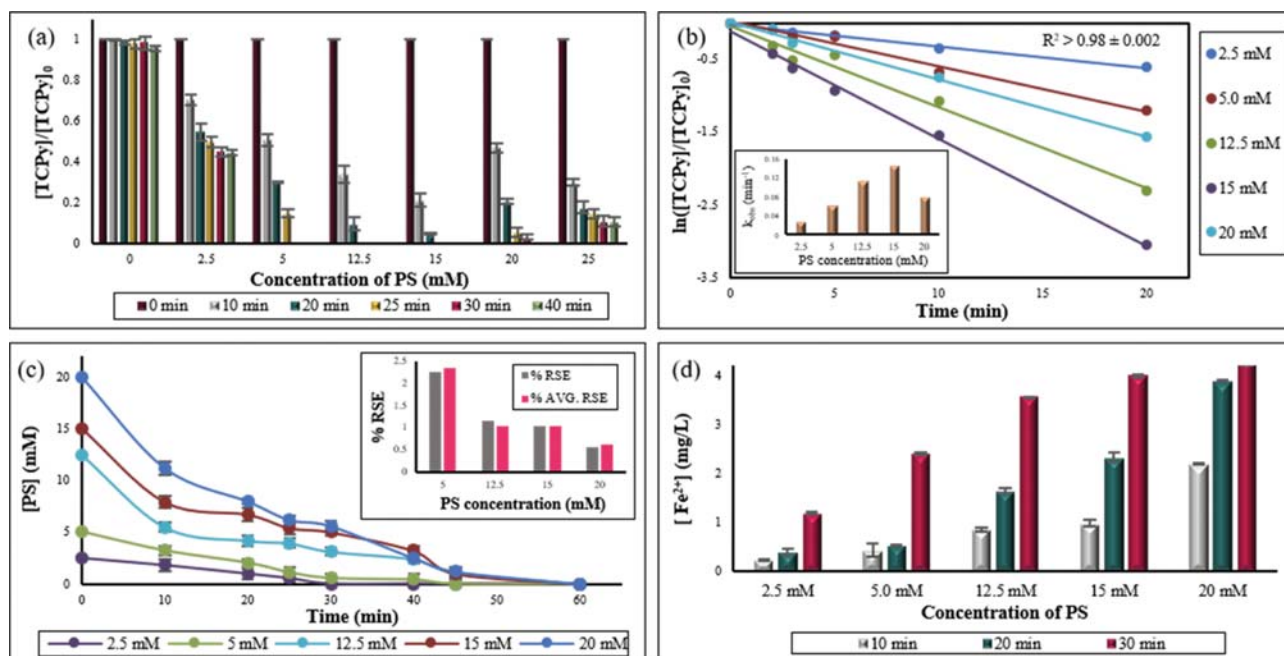 (a)
1
0.8
0.6
0.4
0.2
0
[TCPy]/[TCPy]0
0 2.5 5 12.5 15 20 25
Concentration of PS (mM)
0 min 10 min 20 min 25 min 30 min 40 min
(b)
0 5 10 15 20
R² > 0.98 ± 0.002
-0.5
-1.5
-2.5
-3.5
ln([TCPy]/[TCPy]0)
Time (min)
2.5 mM
5.0 mM
12.5 mM
15 mM
20 mM
0.16
0.12
0.08
0.04
0
kobs (min-1)
2.5 5 12.5 15 20
PS concentration (mM)
(c)
20
15
10
5
0
[PS] (mM)
0 10 20 30 40 50 60
Time (min)
2.5 mM 5 mM 12.5 mM 15 mM 20 mM
2.5
2
1.5
1
0.5
0
% RSE
% RSE
% AVG. RSE
5 12.5 15 20
PS concentration (mM)
(d)
4
3
2
1
0
[Fe2+] (mg/L)
2.5 mM 5.0 mM 12.5 mM 15 mM 20 mM
Concentration of PS
10 min 20 min 30 min